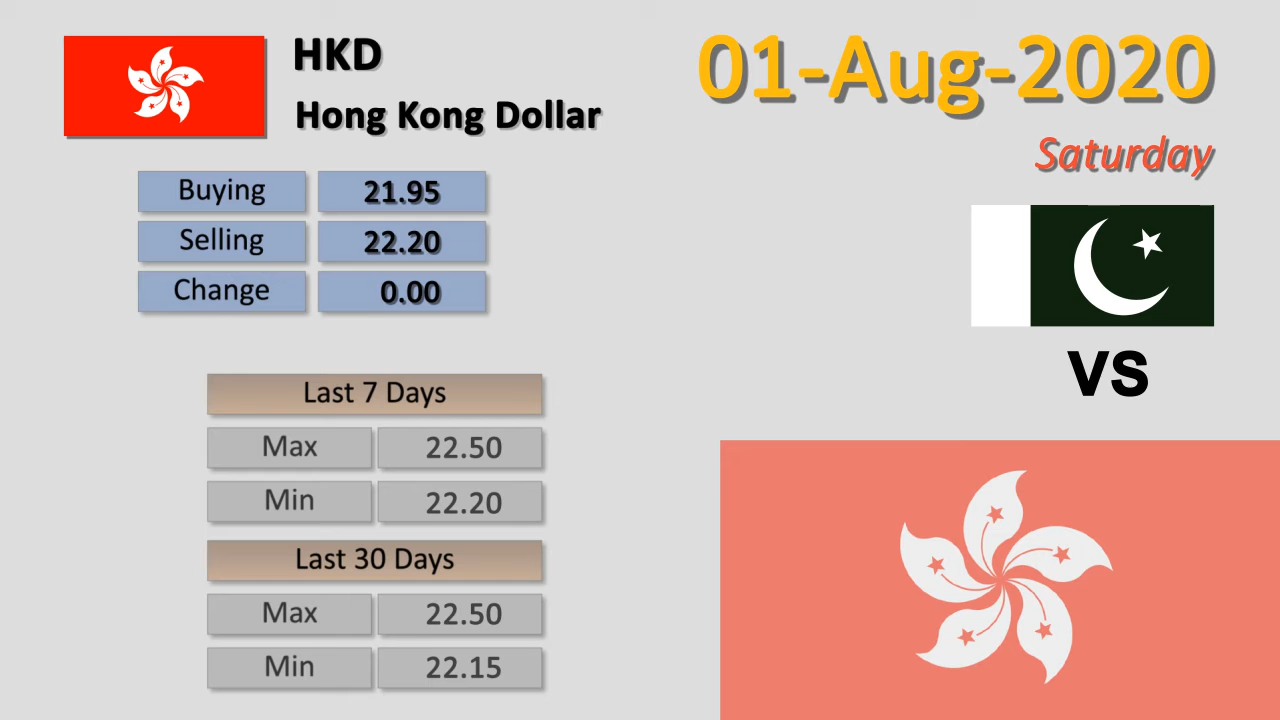 HKD
Hong Kong Dollar
01-Aug-2020
Saturday
Buying 21.95
Selling 22.20
Change 0.00
VS
Last 7 Days
Max 22.50
Min 22.20
Last 30 Days
Max 22.50
Min 22.15